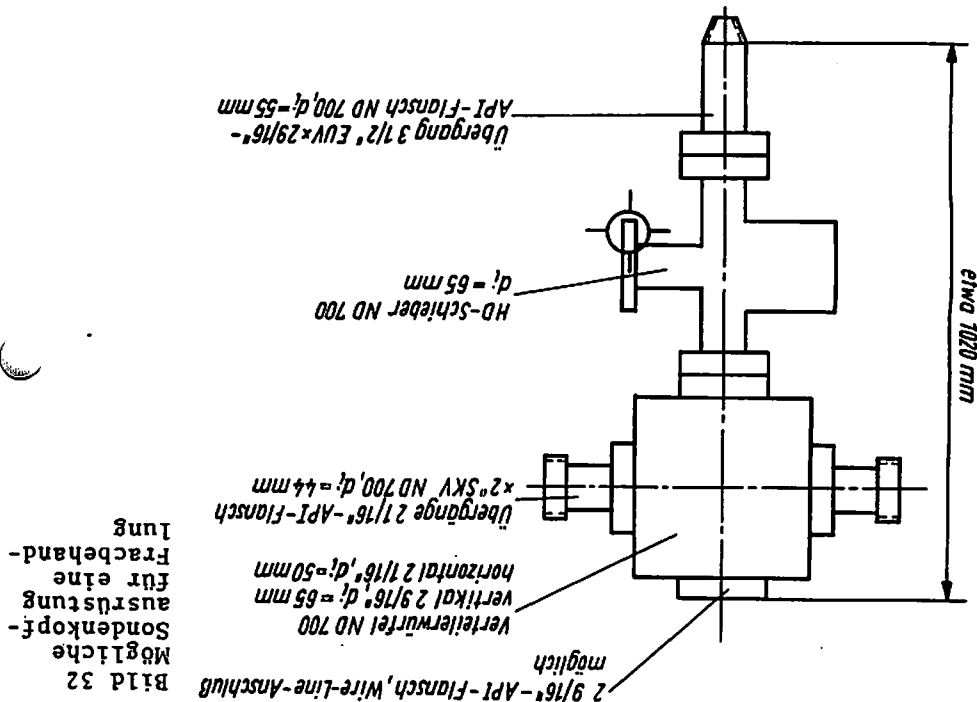 2 9/16"-API-Flansch, Wire-Line-Anschluß
möglich
Verteilerwürfel ND 700
vertikal 2 9/16", di = 65 mm
horizontal 2 1/16", di = 50 mm
Übergänge 2 1/16"-API-Flansch
×2" SKV ND 700, di = 44 mm
HD-Schieber ND 700
di = 65 mm
Übergang 3 1/2" EUV×29/16"-
API-Flansch ND 700, di = 55 mm
etwa 1020 mm
Bild 32
Mögliche
Sondenkopf-
ausrüstung
für eine
Fracbehand-
lung